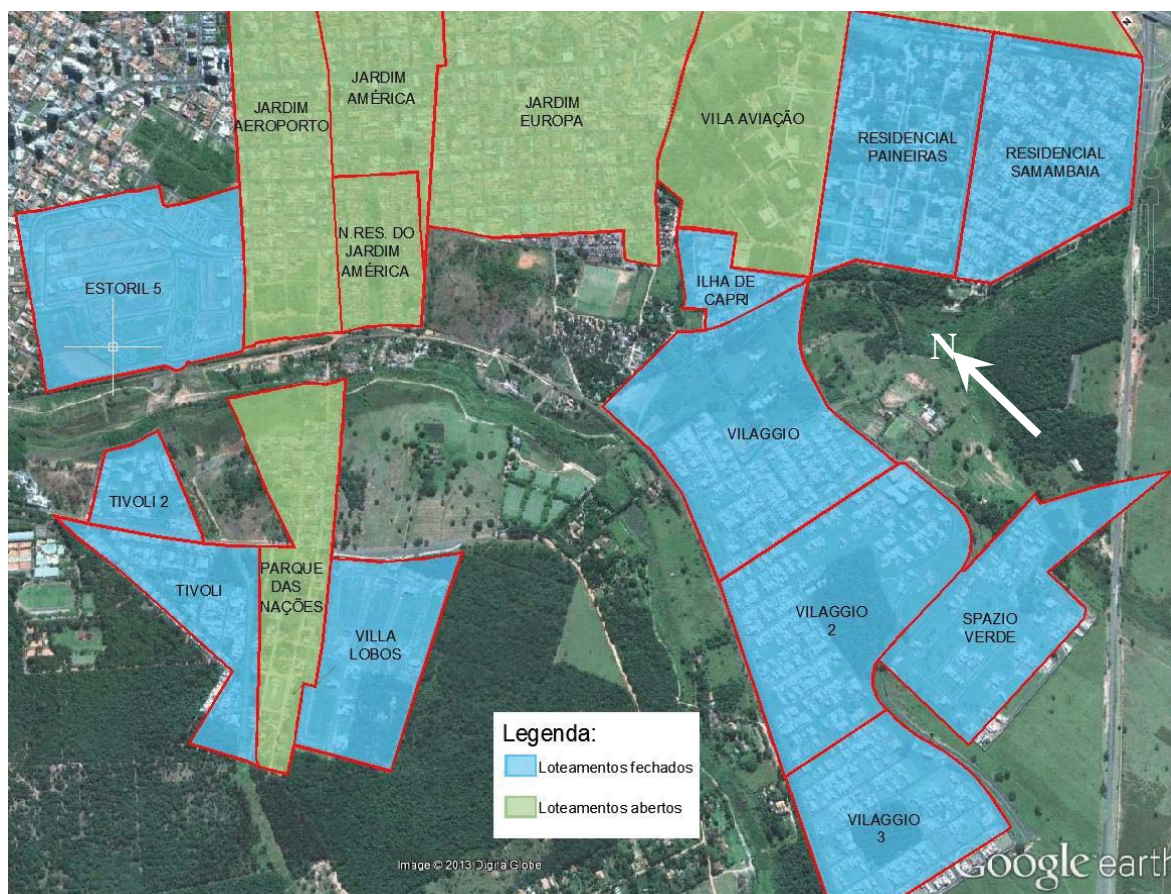 JARDIM
AEROPORTO
JARDIM
AMÉRICA
JARDIM
EUROPA
VILA AVIAÇÃO
RESIDENCIAL
PAINEIRAS
RESIDENCIAL
SAMAMBAIA
N
N.RES. DO
JARDIM
AMÉRICA
ESTORIL 5
ILHA DE
CAPRI
N
VILAGGIO
TIVOLI 2
TIVOLI
PARQUE
DAS
NAÇÕES
VILLA
LOBOS
VILAGGIO
2
SPAZIO
VERDE
Legenda:
Loteamentos fechados
Loteamentos abertos
VILAGGIO
3
Image © 2013 Digital Globe
Google earth